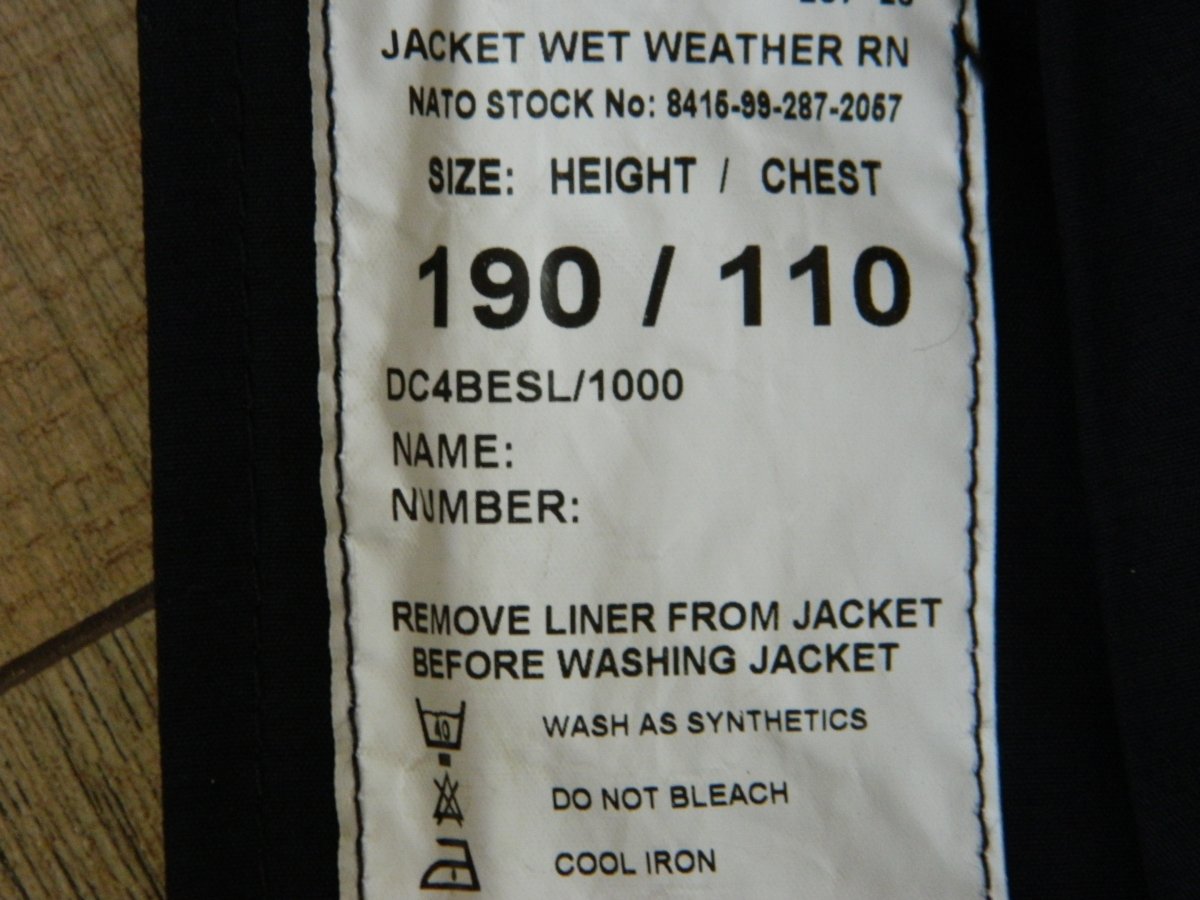 JACKET WET WEATHER RN
NATO STOCK No: 8415-99-287-2057
SIZE: HEIGHT / CHEST
190 / 110
DC4BESL/1000
NAME:
NUMBER:
REMOVE LINER FROM JACKET
BEFORE WASHING JACKET
40 WASH AS SYNTHETICS
DO NOT BLEACH
COOL IRON